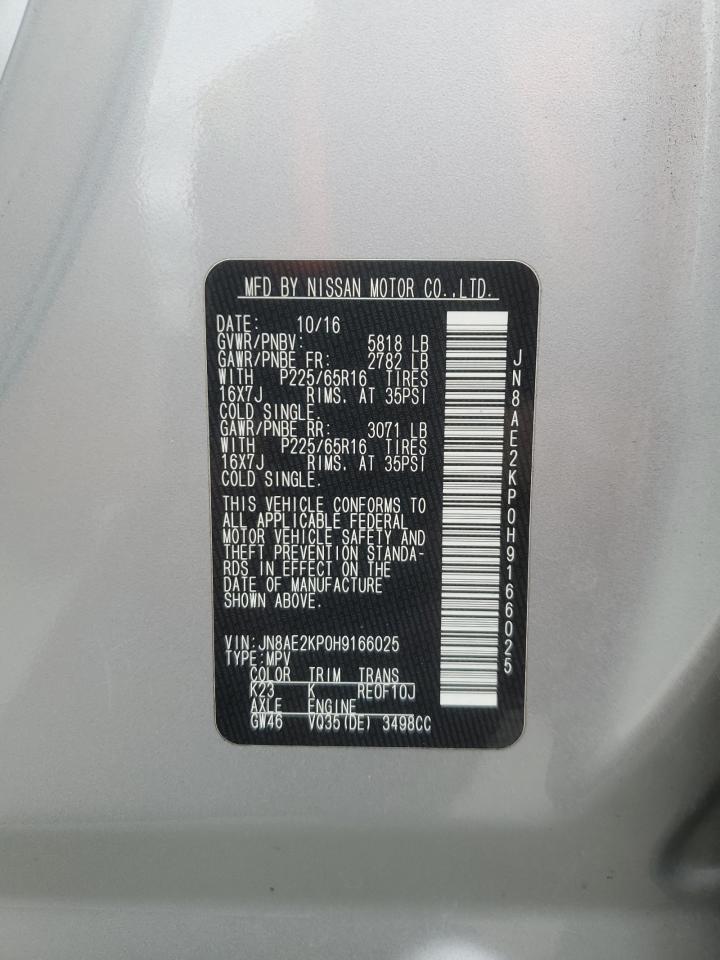 MFD BY NISSAN MOTOR CO.,LTD.
DATE: 10/16
GVWR/PNBV: 5818 LB
GAWR/PNBE FR: 2782 LB
WITH P225/65R16 TIRES
16X7J RIMS. AT 35PSI
COLD SINGLE.
GAWR/PNBE RR: 3071 LB
WITH P225/65R16 TIRES
16X7J RIMS. AT 35PSI
COLD SINGLE.
THIS VEHICLE CONFORMS TO
ALL APPLICABLE FEDERAL
MOTOR VEHICLE SAFETY AND
THEFT PREVENTION STANDA-
RDS IN EFFECT ON THE
DATE OF MANUFACTURE
SHOWN ABOVE.
VIN:JN8AE2KP0H9166025
TYPE:MPV
COLOR TRIM TRANS
K23 K RE0F10J
AXLE ENGINE
GW46 VQ35(DE) 3498CC
JN8AE2KP0H9166025